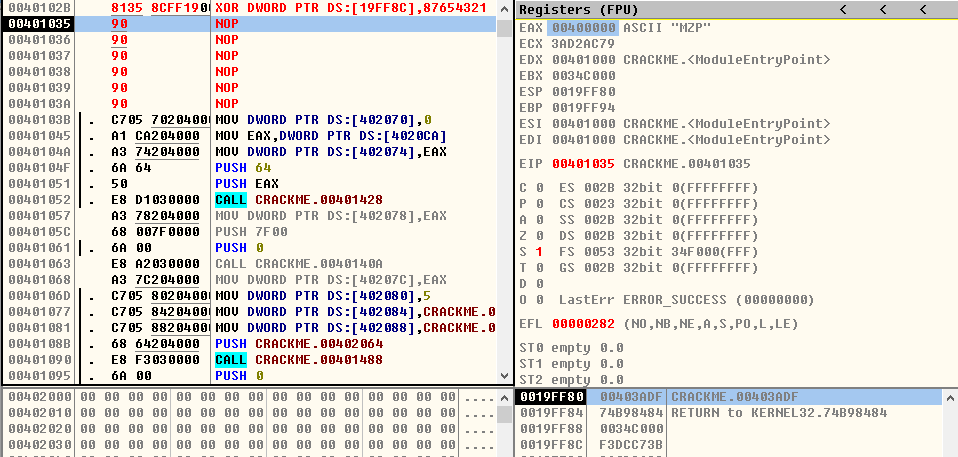 0040102B 8135 8CFF1900 XOR DWORD PTR DS:[19FF8C],87654321
00401035 90 NOP
00401036 90 NOP
00401037 90 NOP
00401038 90 NOP
00401039 90 NOP
0040103A 90 NOP
0040103B . C705 70204000 MOV DWORD PTR DS:[402070],0
00401045 . A1 CA204000 MOV EAX,DWORD PTR DS:[4020CA]
0040104A . A3 74204000 MOV DWORD PTR DS:[402074],EAX
0040104F . 6A 64 PUSH 64
00401051 . 50 PUSH EAX
00401052 . E8 D1030000 CALL CRACKME.00401428
00401057 A3 78204000 MOV DWORD PTR DS:[402078],EAX
0040105C 68 007F0000 PUSH 7F00
00401061 . 6A 00 PUSH 0
00401063 E8 A2030000 CALL CRACKME.0040140A
00401068 A3 7C204000 MOV DWORD PTR DS:[40207C],EAX
0040106D . C705 80204000 MOV DWORD PTR DS:[402080],5
00401077 . C705 84204000 MOV DWORD PTR DS:[402084],CRACKME.0
00401081 . C705 88204000 MOV DWORD PTR DS:[402088],CRACKME.0
0040108B . 68 64204000 PUSH CRACKME.00402064
00401090 . E8 F3030000 CALL CRACKME.00401488
00401095 . 6A 00 PUSH 0
Registers (FPU) < < <
EAX 00400000 ASCII "MZP"
ECX 3AD2AC79
EDX 00401000 CRACKME.<ModuleEntryPoint>
EBX 0034C000
ESP 0019FF80
EBP 0019FF94
ESI 00401000 CRACKME.<ModuleEntryPoint>
EDI 00401000 CRACKME.<ModuleEntryPoint>
EIP 00401035 CRACKME.00401035
C 0 ES 002B 32bit 0(FFFFFFFF)
P 0 CS 0023 32bit 0(FFFFFFFF)
A 0 SS 002B 32bit 0(FFFFFFFF)
Z 0 DS 002B 32bit 0(FFFFFFFF)
S 1 FS 0053 32bit 34F000(FFF)
T 0 GS 002B 32bit 0(FFFFFFFF)
D 0
O 0 LastErr ERROR_SUCCESS (00000000)
EFL 00000282 (NO,NB,NE,A,S,PO,L,LE)
ST0 empty 0.0
ST1 empty 0.0
ST2 empty 0.0
00402000 00 00 00 00 00 00 00 00 00 00 00 00 00 00 00 00 ....
00402010 00 00 00 00 00 00 00 00 00 00 00 00 00 00 00 00 ....
00402020 00 00 00 00 00 00 00 00 00 00 00 00 00 00 00 00 ....
00402030 00 00 00 00 00 00 00 00 00 00 00 00 00 00 00 00 ....
0019FF80 00403ADF CRACKME.00403ADF
0019FF84 74B98484 RETURN to KERNEL32.74B98484
0019FF88 0034C000
0019FF8C F3DCC73B